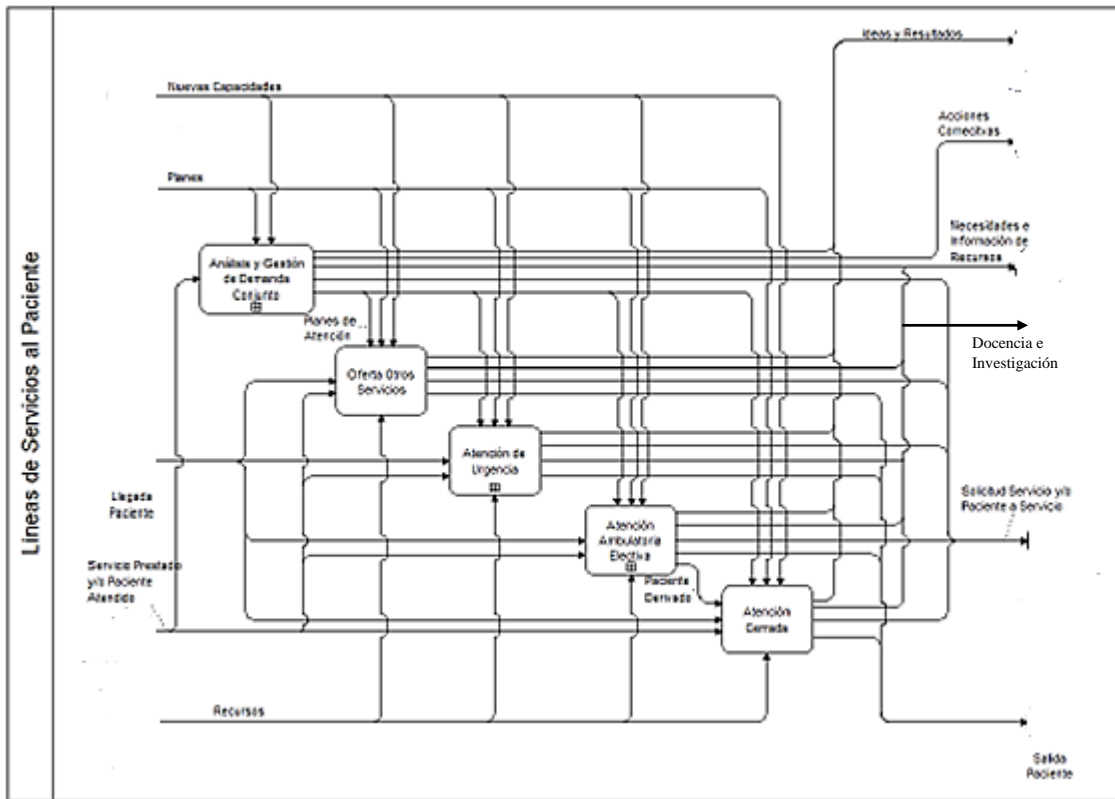 Líneas de Servicios al Paciente
Ideas y Resultados
Nuevas Capacidades
Acciones
Correctivas
Planes
Necesidades e
Información de
Recursos
Análisis y Gestión
de Demanda
Conjunto
Planes de
Atención
Docencia e
Investigación
Oferta Otros
Servicios
Atención de
Urgencia
Llegada
Paciente
Solicitud Servicio y/o
Paciente a Servicio
Atención
Ambulatoria
Electiva
Servicio Prestado
y/o Paciente
Atendido
Paciente
Derivado
Atención
Cerrada
Recursos
Salida
Paciente